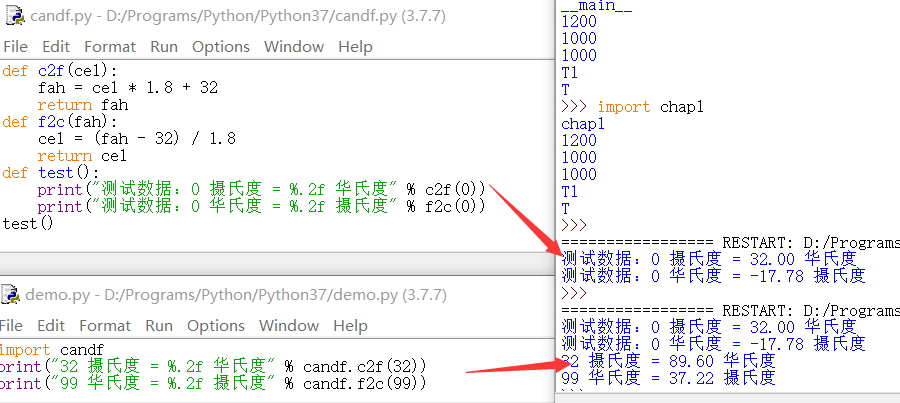 candf.py - D:/Programs/Python/Python37/candf.py (3.7.7)
File Edit Format Run Options Window Help
def c2f(cel):
    fah = cel * 1.8 + 32
    return fah
def f2c(fah):
    cel = (fah - 32) / 1.8
    return cel
def test():
    print("测试数据：0 摄氏度 = %.2f 华氏度" % c2f(0))
    print("测试数据：0 华氏度 = %.2f 摄氏度" % f2c(0))
test()
demo.py - D:/Programs/Python/Python37/demo.py (3.7.7)
File Edit Format Run Options Window Help
import candf
print("32 摄氏度 = %.2f 华氏度" % candf.c2f(32))
print("99 华氏度 = %.2f 摄氏度" % candf.f2c(99))
__main__
1200
1000
1000
T1
T
>>> import chap1
chap1
1200
1000
1000
T1
T
>>>
================= RESTART: D:/Programs
测试数据：0 摄氏度 = 32.00 华氏度
测试数据：0 华氏度 = -17.78 摄氏度
>>>
================= RESTART: D:/Programs
测试数据：0 摄氏度 = 32.00 华氏度
测试数据：0 华氏度 = -17.78 摄氏度
32 摄氏度 = 89.60 华氏度
99 华氏度 = 37.22 摄氏度
>>>